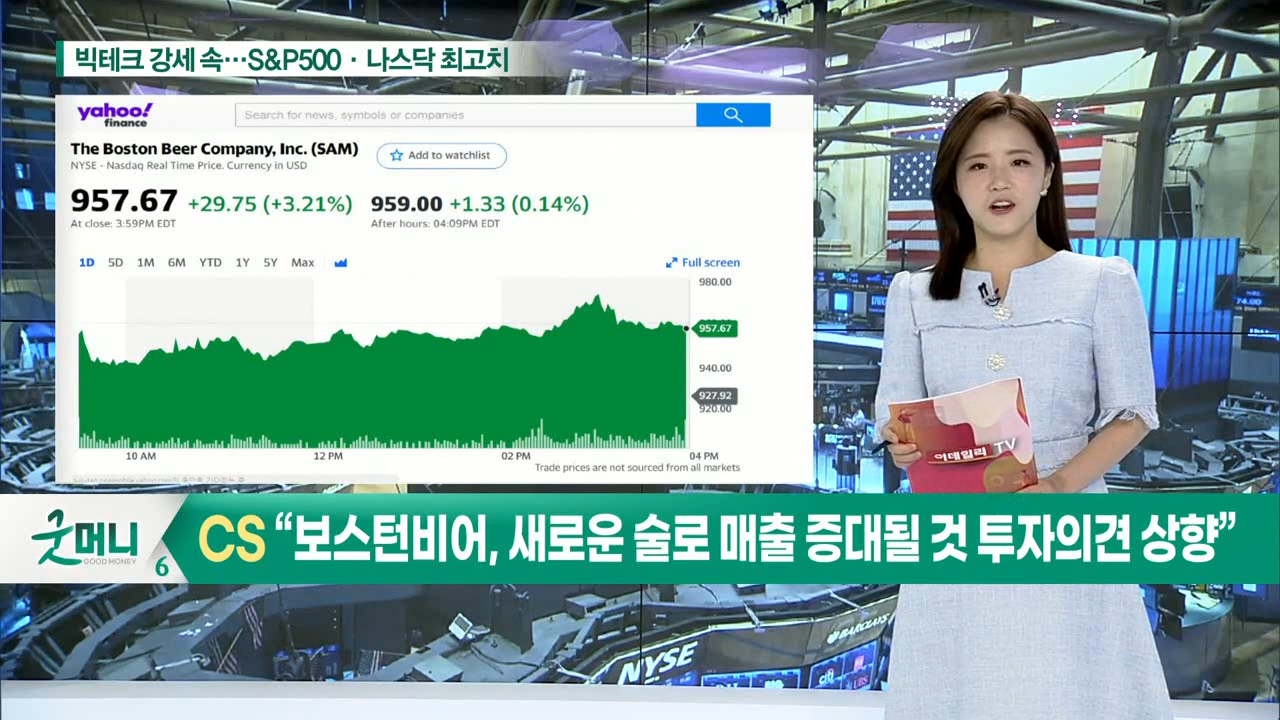 빅테크 강세 속…S&P500 · 나스닥 최고치
yahoo!
finance
Search for news, symbols or companies
The Boston Beer Company, Inc. (SAM)
NYSE - Nasdaq Real Time Price. Currency in USD
Add to watchlist
957.67 +29.75 (+3.21%)
At close: 3:59PM EDT
959.00 +1.33 (0.14%)
After hours: 04:09PM EDT
1D 5D 1M 6M YTD 1Y 5Y Max
Full screen
980.00
957.67
940.00
927.92
920.00
10 AM 12 PM 02 PM 04 PM
Trade prices are not sourced from all markets
이데일리 TV
굿머니
GOOD MONEY
6
CS “보스턴비어, 새로운 술로 매출 증대될 것 투자의견 상향”
BARCLAYS
NYSE
citi
UBS